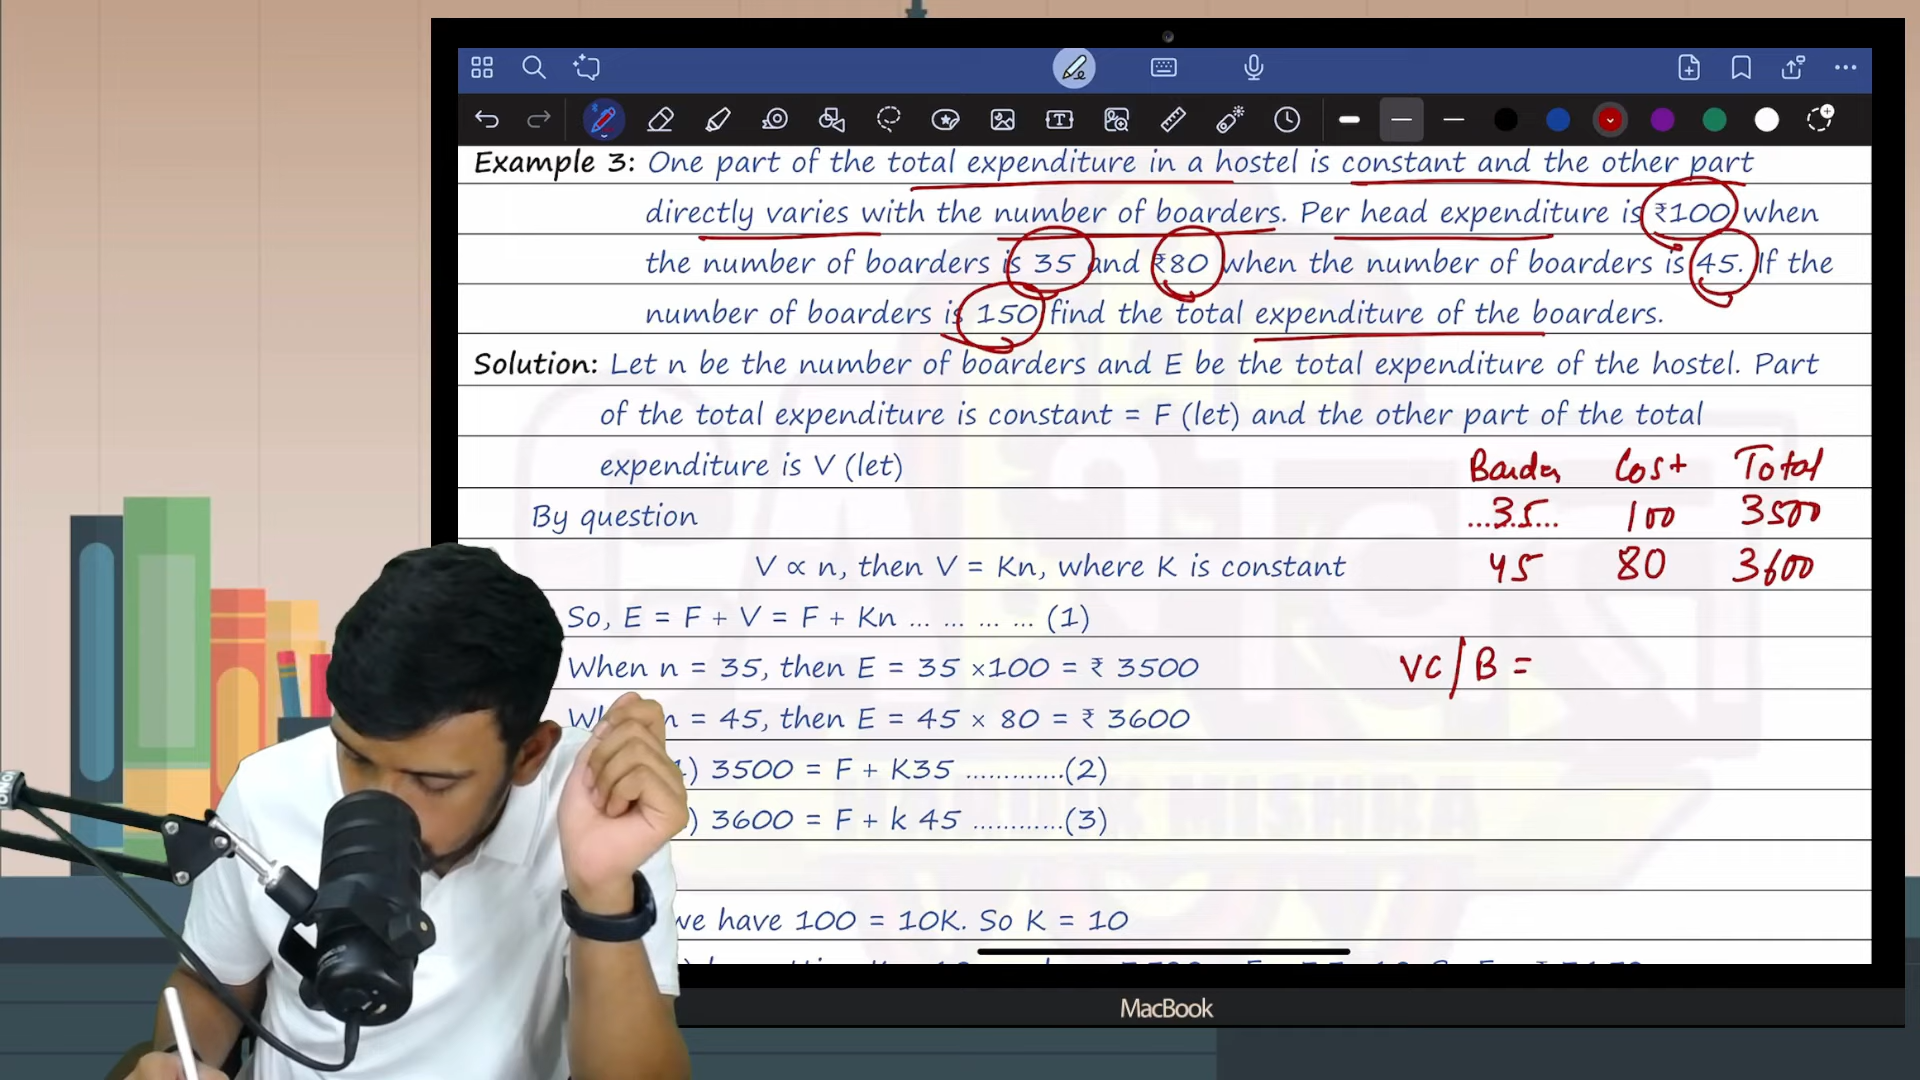 Example 3: One part of the total expenditure in a hostel is constant and the other part
directly varies with the number of boarders. Per head expenditure is ₹100 when
the number of boarders is 35 and ₹80 when the number of boarders is 45. If the
number of boarders is 150 find the total expenditure of the boarders.
Solution: Let n be the number of boarders and E be the total expenditure of the hostel. Part
of the total expenditure is constant = F (let) and the other part of the total
expenditure is V (let)
Cost Total
By question
...35... 100 3500
V ∝ n, then V = Kn, where K is constant
45 80 3600
So, E = F + V = F + Kn ... ... ... ... (1)
When n = 35, then E = 35 ×100 = ₹ 3500
VC/B =
n = 45, then E = 45 × 80 = ₹ 3600
1) 3500 = F + K35 .............(2)
) 3600 = F + k 45 ............(3)
we have 100 = 10K. So K = 10
MacBook